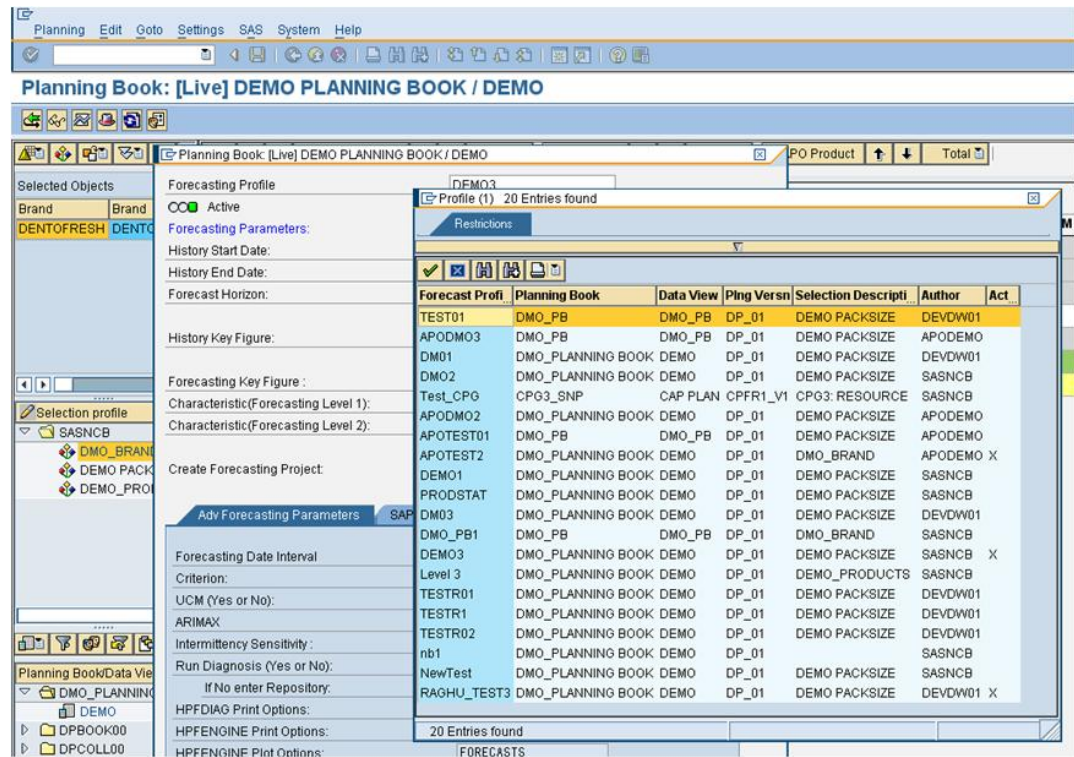 Planning Edit Goto Settings SAS System Help
Planning Book: [Live] DEMO PLANNING BOOK / DEMO
Planning Book: [Live] DEMO PLANNING BOOK / DEMO
PO Product Total
Selected Objects
Brand Brand
DENTOFRESH DENTO
Forecasting Profile DEMO3
Active
Forecasting Parameters:
History Start Date:
History End Date:
Forecast Horizon:
History Key Figure:
Forecasting Key Figure :
Characteristic(Forecasting Level 1):
Characteristic(Forecasting Level 2):
Create Forecasting Project:
Adv Forecasting Parameters SAP
Forecasting Date Interval
Criterion:
UCM (Yes or No):
ARIMAX
Intermittency Sensitivity :
Run Diagnosis (Yes or No):
If No enter Repository:
HPFDIAG Print Options:
HPFENGINE Print Options:
HPFENGINE Plot Options: FORECASTS
Selection profile
SASNCB
DMO_BRAND
DEMO PACK
DEMO_PRO
Planning Book/Data Vie
DMO_PLANNING
DEMO
DPBOOK00
DPCOLL00
M
Profile (1) 20 Entries found
Restrictions
Forecast Profi... Planning Book Data View Plng Versn Selection Descripti... Author Act...
TEST01 DMO_PB DMO_PB DP_01 DEMO PACKSIZE DEVDW01
APODMO3 DMO_PB DMO_PB DP_01 DEMO PACKSIZE APODEMO
DM01 DMO_PLANNING BOOK DEMO DP_01 DEMO PACKSIZE DEVDW01
DMO2 DMO_PLANNING BOOK DEMO DP_01 DEMO PACKSIZE SASNCB
Test_CPG CPG3_SNP CAP PLAN CPFR1_V1 CPG3: RESOURCE SASNCB
APODMO2 DMO_PLANNING BOOK DEMO DP_01 DEMO PACKSIZE APODEMO
APOTEST01 DMO_PB DMO_PB DP_01 DEMO PACKSIZE APODEMO
APOTEST2 DMO_PLANNING BOOK DEMO DP_01 DMO_BRAND APODEMO X
DEMO1 DMO_PLANNING BOOK DEMO DP_01 DEMO PACKSIZE SASNCB
PRODSTAT DMO_PLANNING BOOK DEMO DP_01 DEMO PACKSIZE SASNCB
DM03 DMO_PLANNING BOOK DEMO DP_01 DEMO PACKSIZE DEVDW01
DMO_PB1 DMO_PB DMO_PB DP_01 DMO_BRAND SASNCB
DEMO3 DMO_PLANNING BOOK DEMO DP_01 DEMO PACKSIZE SASNCB X
Level 3 DMO_PLANNING BOOK DEMO DP_01 DEMO_PRODUCTS SASNCB
TESTR01 DMO_PLANNING BOOK DEMO DP_01 DEMO PACKSIZE DEVDW01
TESTR1 DMO_PLANNING BOOK DEMO DP_01 DEMO PACKSIZE DEVDW01
TESTR02 DMO_PLANNING BOOK DEMO DP_01 DEMO PACKSIZE DEVDW01
nb1 DMO_PLANNING BOOK DEMO DP_01 SASNCB
NewTest DMO_PLANNING BOOK DEMO DP_01 DEMO PACKSIZE SASNCB
RAGHU_TEST3 DMO_PLANNING BOOK DEMO DP_01 DEMO PACKSIZE DEVDW01 X
20 Entries found